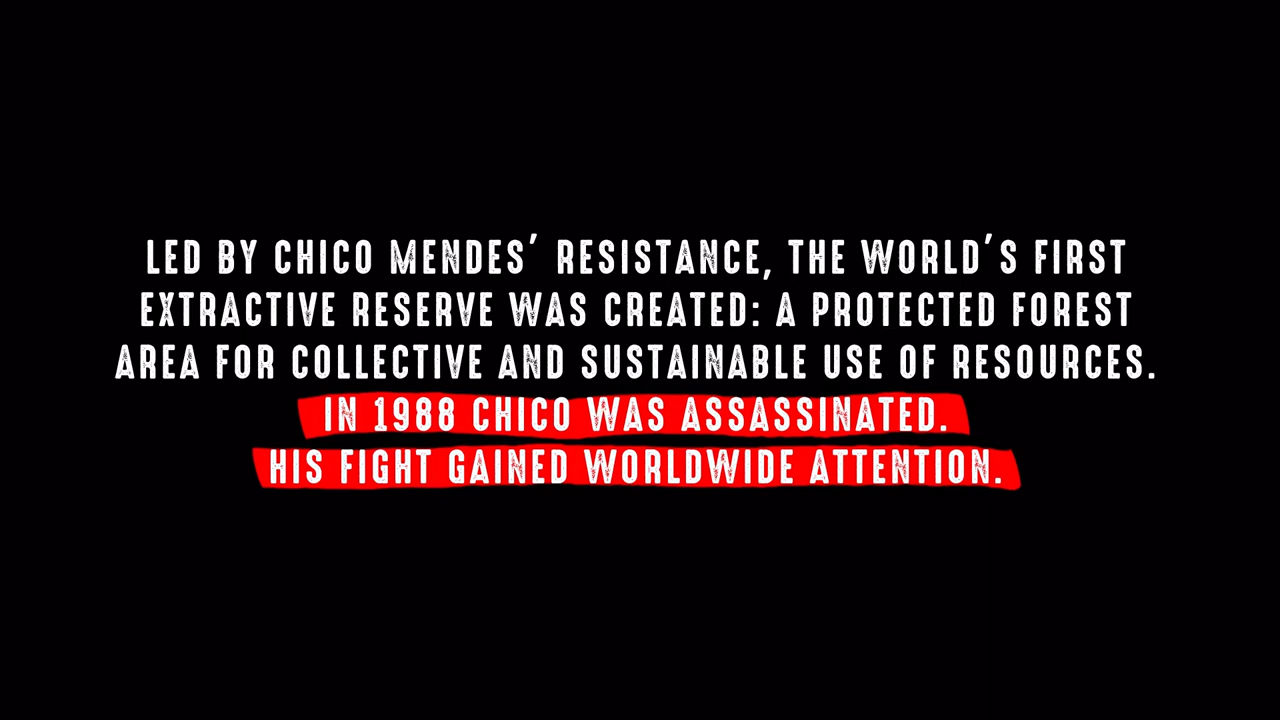 LED BY CHICO MENDES' RESISTANCE, THE WORLD'S FIRST
EXTRACTIVE RESERVE WAS CREATED: A PROTECTED FOREST
AREA FOR COLLECTIVE AND SUSTAINABLE USE OF RESOURCES.
IN 1988 CHICO WAS ASSASSINATED.
HIS FIGHT GAINED WORLDWIDE ATTENTION.